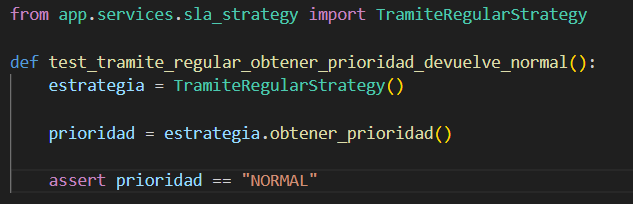 from app.services.sla_strategy import TramiteRegularStrategy
def test_tramite_regular_obtener_prioridad_devuelve_normal():
    estrategia = TramiteRegularStrategy()
    prioridad = estrategia.obtener_prioridad()
    assert prioridad == "NORMAL"